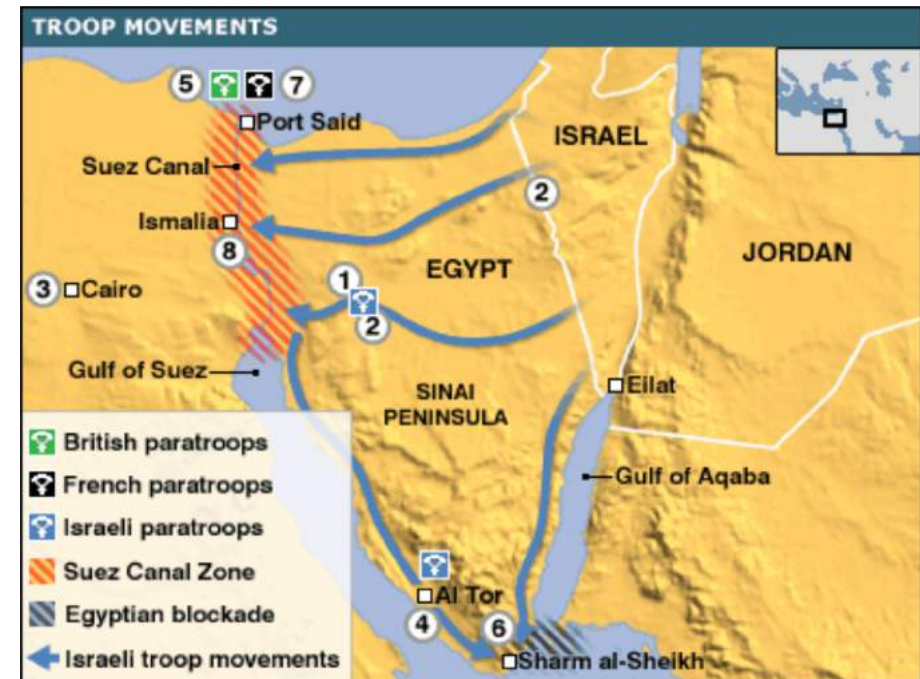 TROOP MOVEMENTS
5
7
Port Said
ISRAEL
Suez Canal
2
Ismalia
8
JORDAN
EGYPT
1
3
Cairo
2
Gulf of Suez
SINAI
PENINSULA
Eilat
British paratroops
Gulf of Aqaba
French paratroops
Israeli paratroops
Suez Canal Zone
Al Tor
Egyptian blockade
4
6
Israeli troop movements
Sharm al-Sheikh